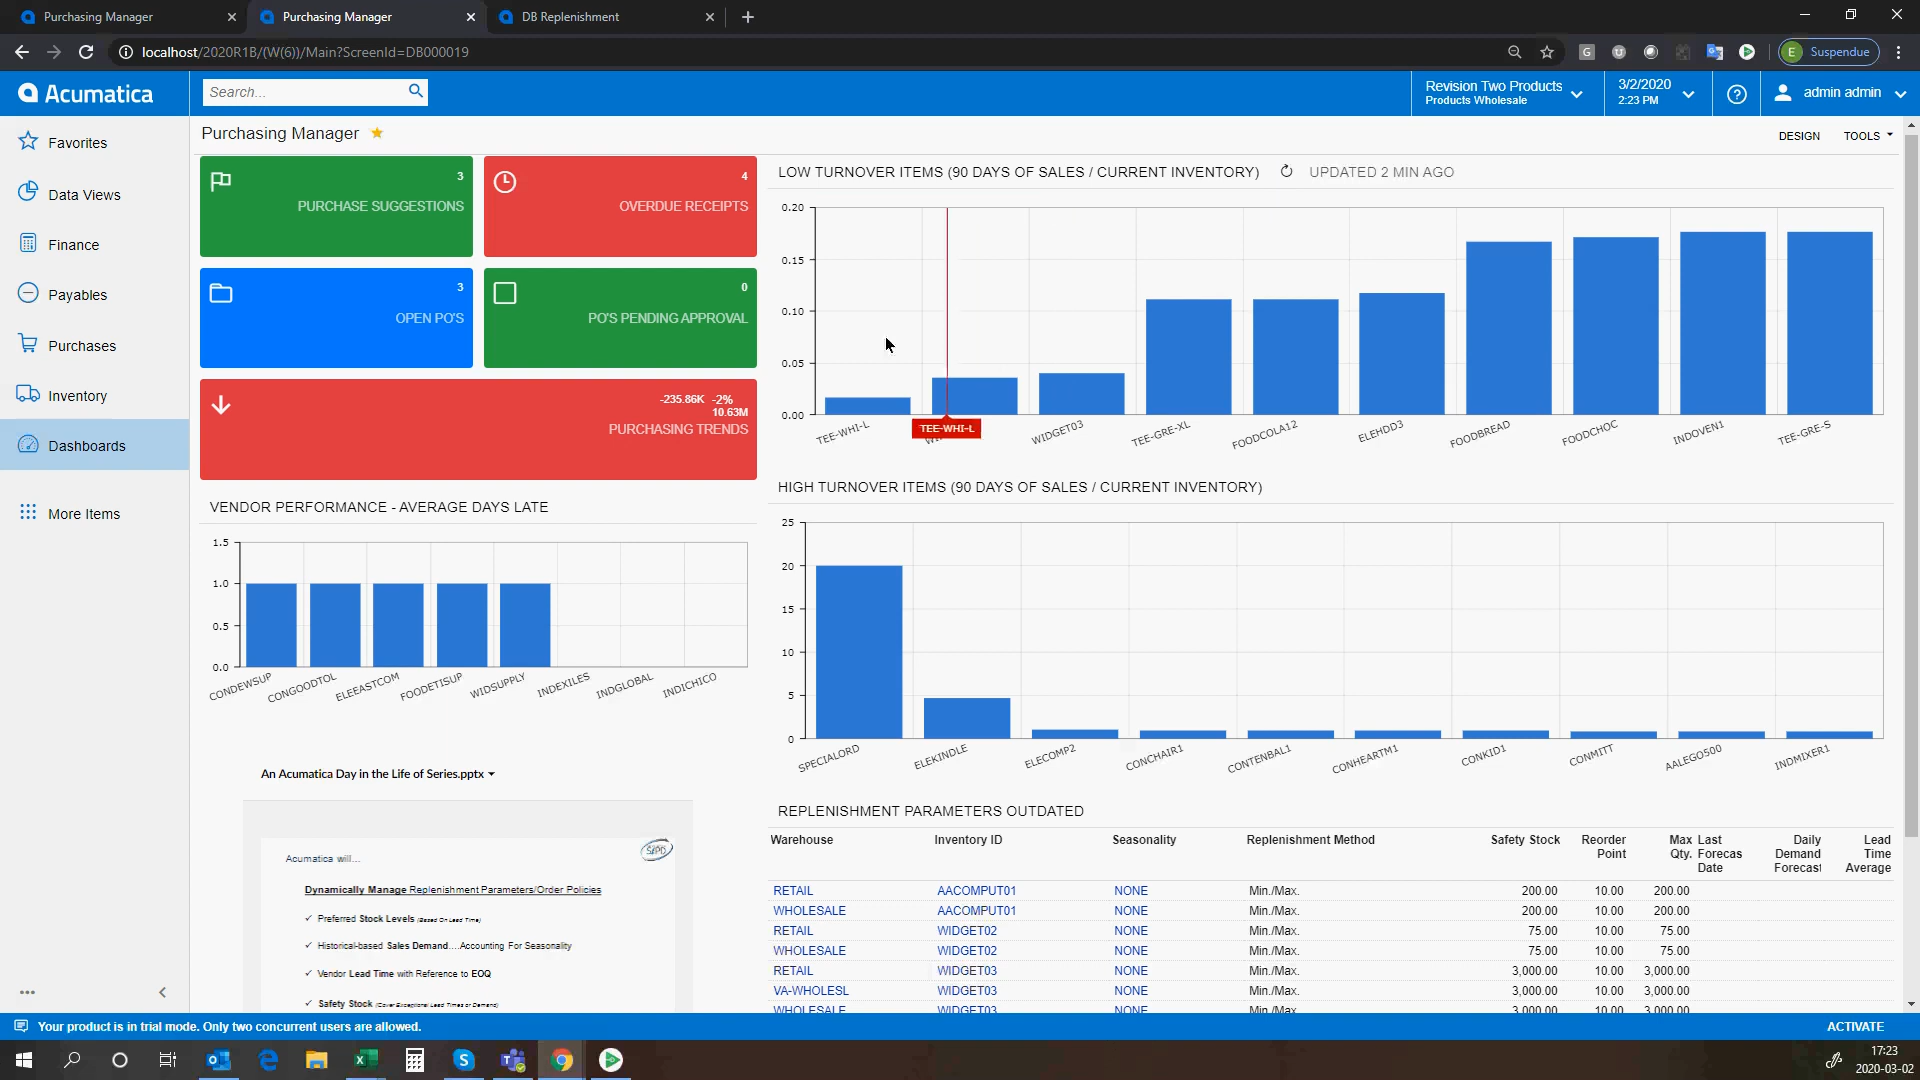 Purchasing Manager
Purchasing Manager
DB Replenishment
localhost/2020R1B/(W(6))/Main?ScreenId=DB000019
E Suspendue
Acumatica
Search...
Revision Two Products
Products Wholesale
3/2/2020
2:23 PM
admin admin
Favorites
Data Views
Finance
Payables
Purchases
Inventory
Dashboards
More Items
Purchasing Manager
DESIGN
TOOLS
3
PURCHASE SUGGESTIONS
4
OVERDUE RECEIPTS
3
OPEN PO'S
0
PO'S PENDING APPROVAL
-235.86K -2%
10.63M
PURCHASING TRENDS
VENDOR PERFORMANCE - AVERAGE DAYS LATE
1.5
1.0
0.5
0.0
CONDEWSUP
CONGOODTOL
ELEEASTCOM
FOODETISUP
WIDSUPPLY
INDEXILES
INDGLOBAL
INDICHICO
An Acumatica Day in the Life of Series.pptx
SAPD
Acumatica will...
Dynamically Manage Replenishment Parameters/Order Policies
✓ Preferred Stock Levels (Based On Lead Time)
✓ Historical-based Sales Demand....Accounting For Seasonality
✓ Vendor Lead Time with Reference to EOQ
✓ Safety Stock (Cover Exceptional Lead Times or Demand)
LOW TURNOVER ITEMS (90 DAYS OF SALES / CURRENT INVENTORY)
UPDATED 2 MIN AGO
0.20
0.15
0.10
0.05
0.00
TEE-WHI-L
TEE-WHI-L
WIDGET03
TEE-GRE-XL
FOODCOLA12
ELEHDD3
FOODBREAD
FOODCHOC
INDOVEN1
TEE-GRE-S
HIGH TURNOVER ITEMS (90 DAYS OF SALES / CURRENT INVENTORY)
25
20
15
10
5
0
SPECIALORD
ELEKINDLE
ELECOMP2
CONCHAIR1
CONTENBAL1
CONHEARTM1
CONKID1
CONMITT
AALEGO500
INDMIXER1
REPLENISHMENT PARAMETERS OUTDATED
Warehouse Inventory ID Seasonality Replenishment Method Safety Stock Reorder Point Max Qty. Last Forecas Date Daily Demand Forecast Lead Time Average
RETAIL AACOMPUT01 NONE Min./Max. 200.00 10.00 200.00
WHOLESALE AACOMPUT01 NONE Min./Max. 200.00 10.00 200.00
RETAIL WIDGET02 NONE Min./Max. 75.00 10.00 75.00
WHOLESALE WIDGET02 NONE Min./Max. 75.00 10.00 75.00
RETAIL WIDGET03 NONE Min./Max. 3,000.00 10.00 3,000.00
VA-WHOLESL WIDGET03 NONE Min./Max. 3,000.00 10.00 3,000.00
WHOLESALE WIDGET03 NONE Min./Max. 3,000.00 10.00 3,000.00
Your product is in trial mode. Only two concurrent users are allowed.
ACTIVATE
17:23
2020-03-02